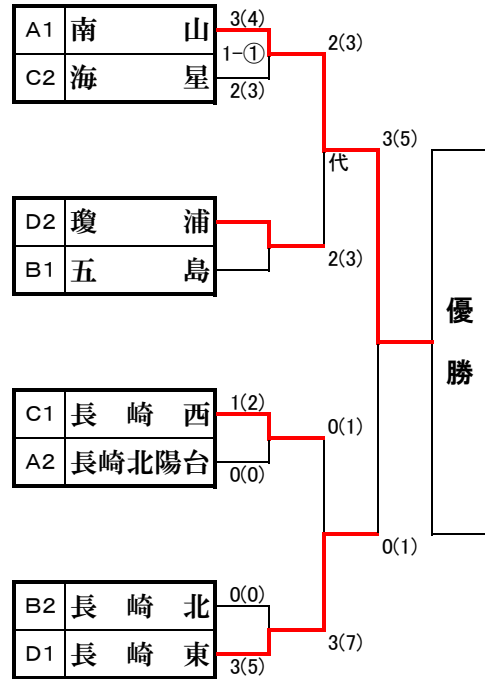 A1 南山 3(4)
1-① 2(3)
C2 海星 2(3)
3(5)
代
D2 瓊浦
2(3)
B1 五島
優勝
C1 長崎西 1(2)
0(1)
A2 長崎北陽台 0(0)
0(1)
B2 長崎北 0(0)
3(7)
D1 長崎東 3(5)